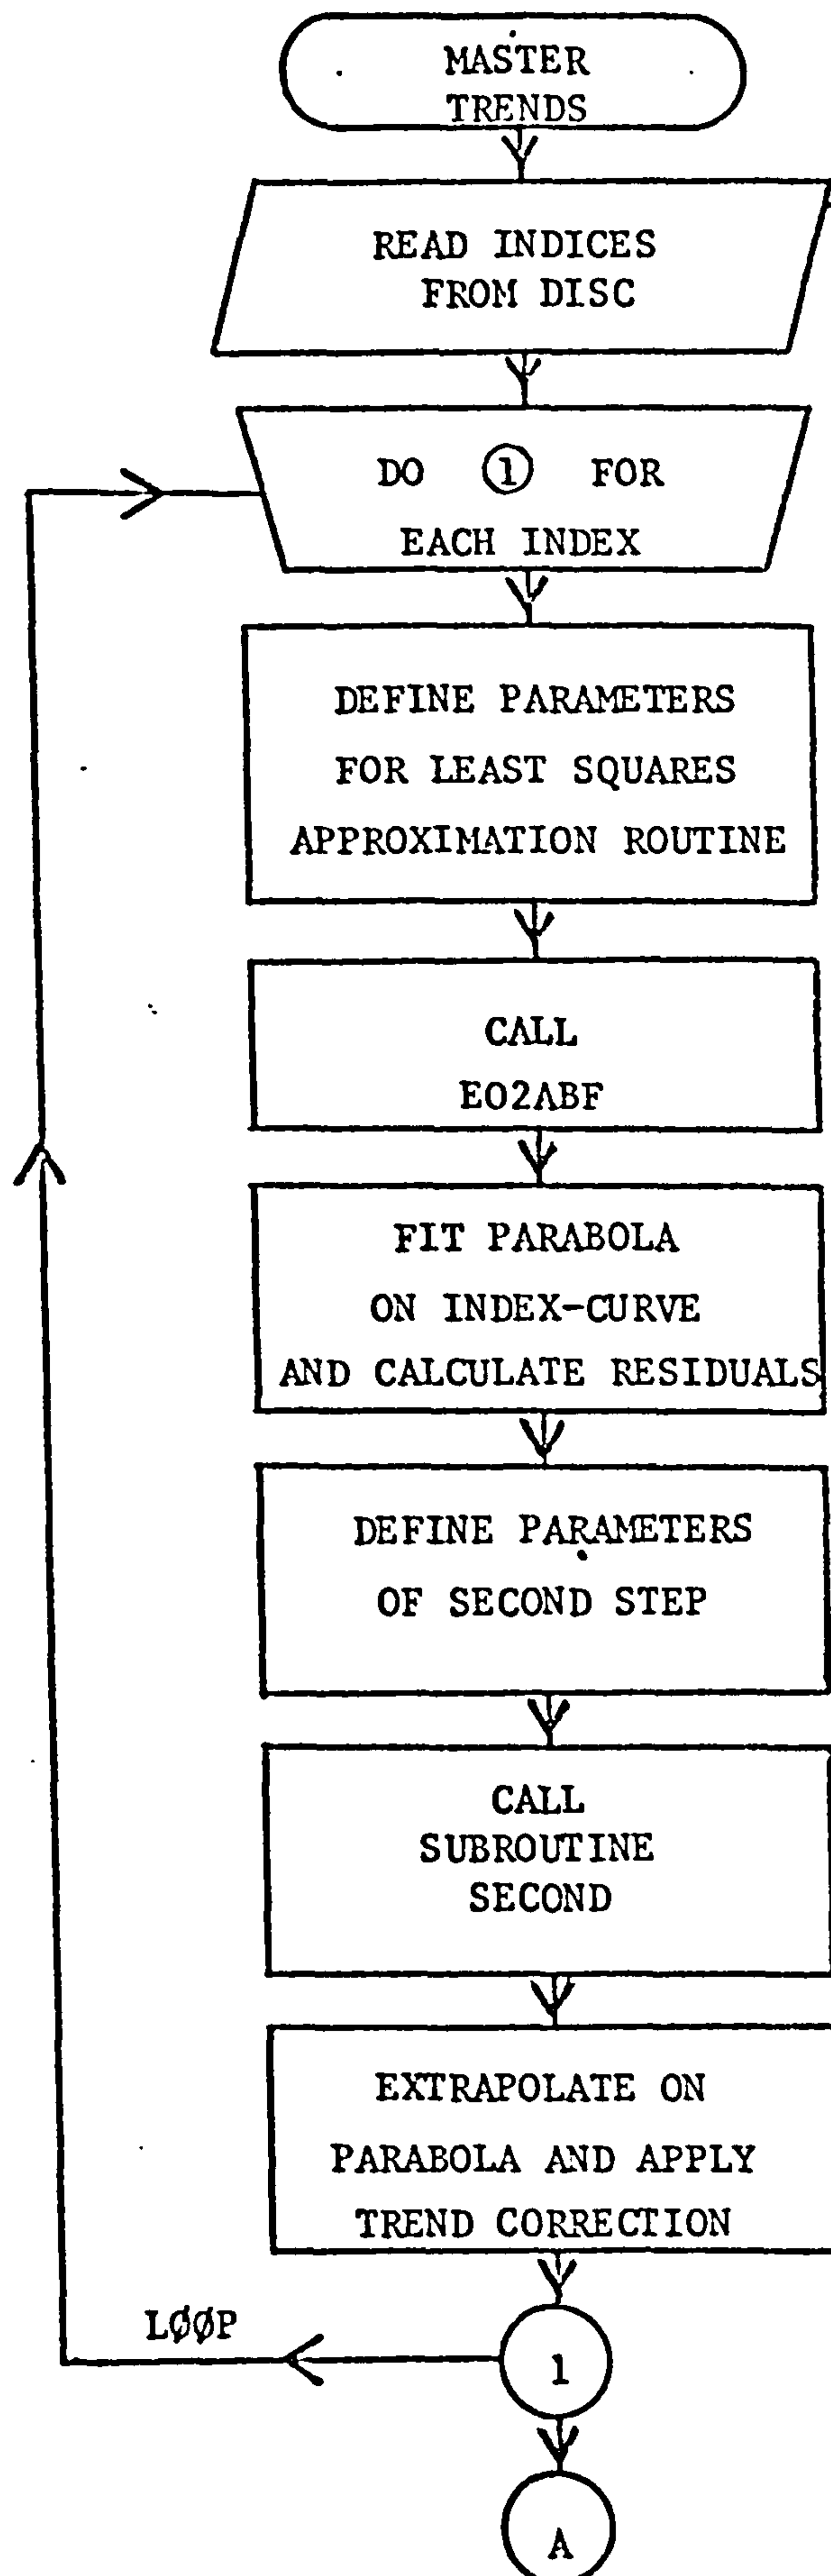 MASTER
TRENDS
READ INDICES
FROM DISC
DO 1 FOR
EACH INDEX
DEFINE PARAMETERS
FOR LEAST SQUARES
APPROXIMATION ROUTINE
CALL
EO2ABF
FIT PARABOLA
ON INDEX-CURVE
AND CALCULATE RESIDUALS
DEFINE PARAMETERS
OF SECOND STEP
CALL
SUBROUTINE
SECOND
EXTRAPOLATE ON
PARABOLA AND APPLY
TREND CORRECTION
LØØP
1
A